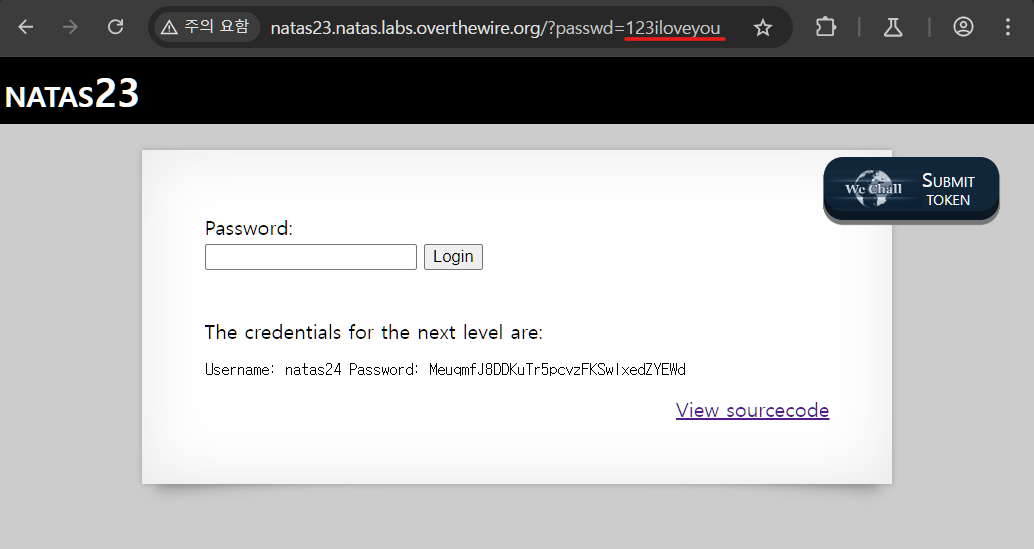 주의 요함 natas23.natas.labs.overthewire.org/?passwd=123iloveyou
NATAS23
We Chall SUBMIT TOKEN
Password:
Login
The credentials for the next level are:
Username: natas24 Password: MeuqmfJ8DDKuTr5pcvzFKSwlxedZYEWd
View sourcecode